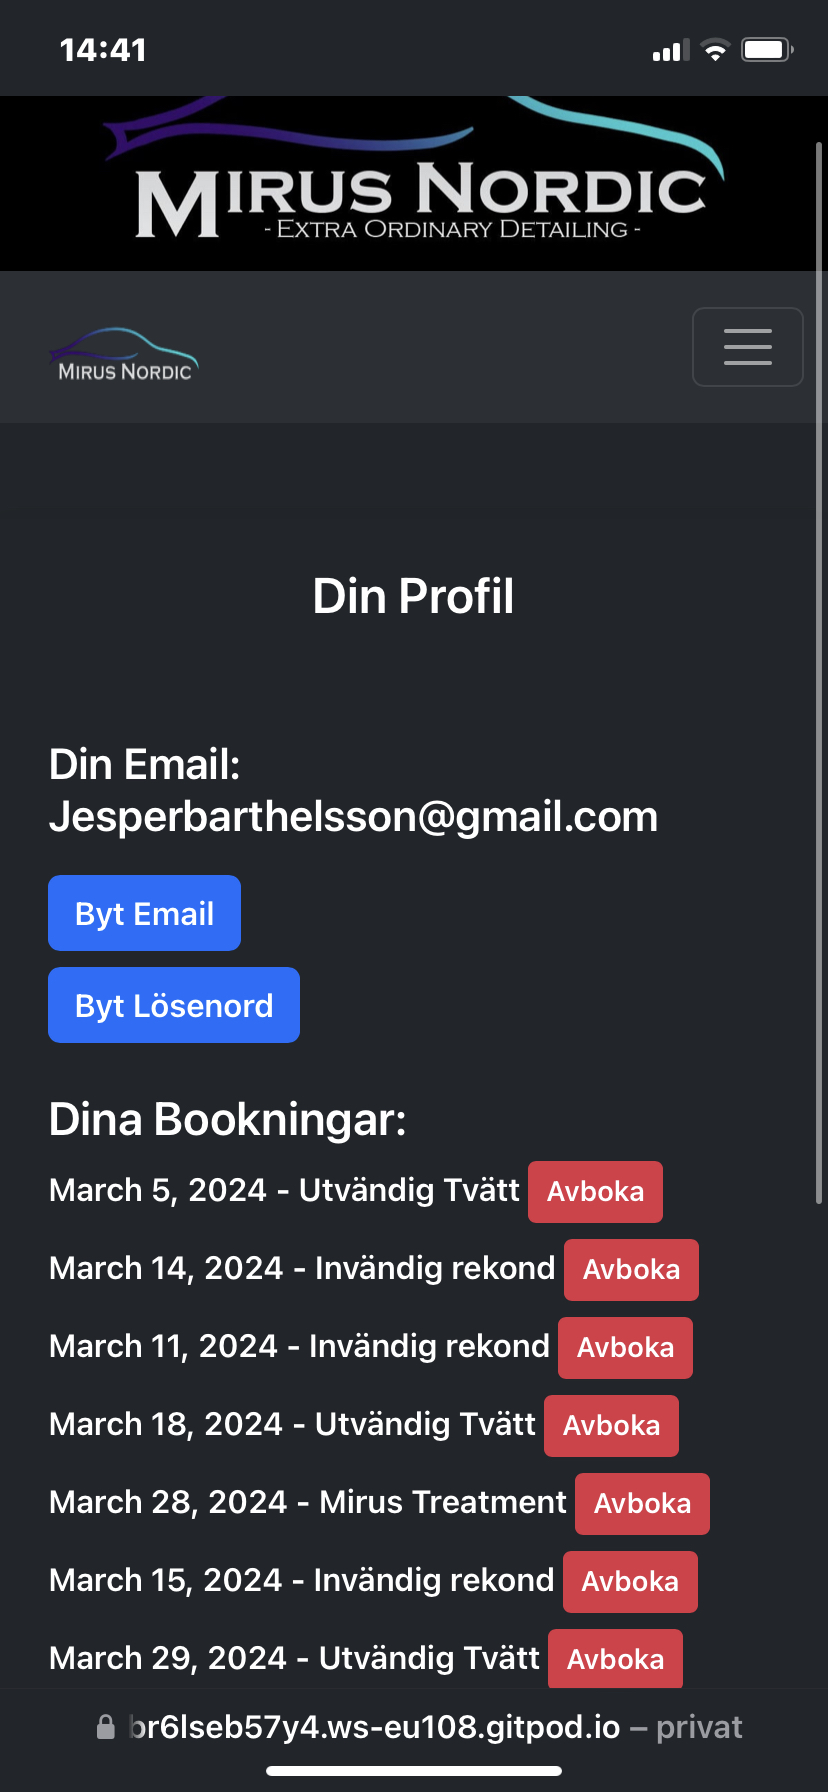 14:41
MIRUS NORDIC
- EXTRA ORDINARY DETAILING -
MIRUS NORDIC
Din Profil
Din Email:
Jesperbarthelsson@gmail.com
Byt Email
Byt Lösenord
Dina Bookningar:
March 5, 2024 - Utvändig Tvätt Avboka
March 14, 2024 - Invändig rekond Avboka
March 11, 2024 - Invändig rekond Avboka
March 18, 2024 - Utvändig Tvätt Avboka
March 28, 2024 - Mirus Treatment Avboka
March 15, 2024 - Invändig rekond Avboka
March 29, 2024 - Utvändig Tvätt Avboka
br6lseb57y4.ws-eu108.gitpod.io – privat